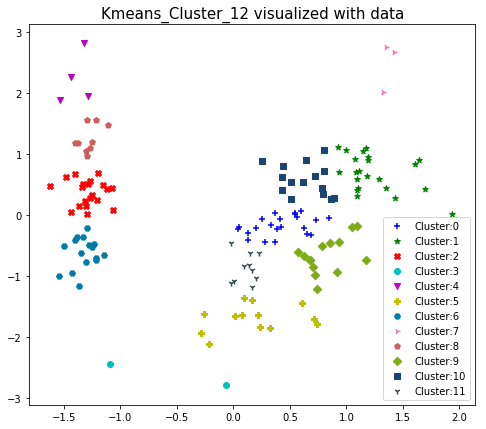 Kmeans_Cluster_12 visualized with data
3
2
1
0
−1
−2
−3
Cluster:0
Cluster:1
Cluster:2
Cluster:3
Cluster:4
Cluster:5
Cluster:6
Cluster:7
Cluster:8
Cluster:9
Cluster:10
Cluster:11
−1.5 −1.0 −0.5 0.0 0.5 1.0 1.5 2.0